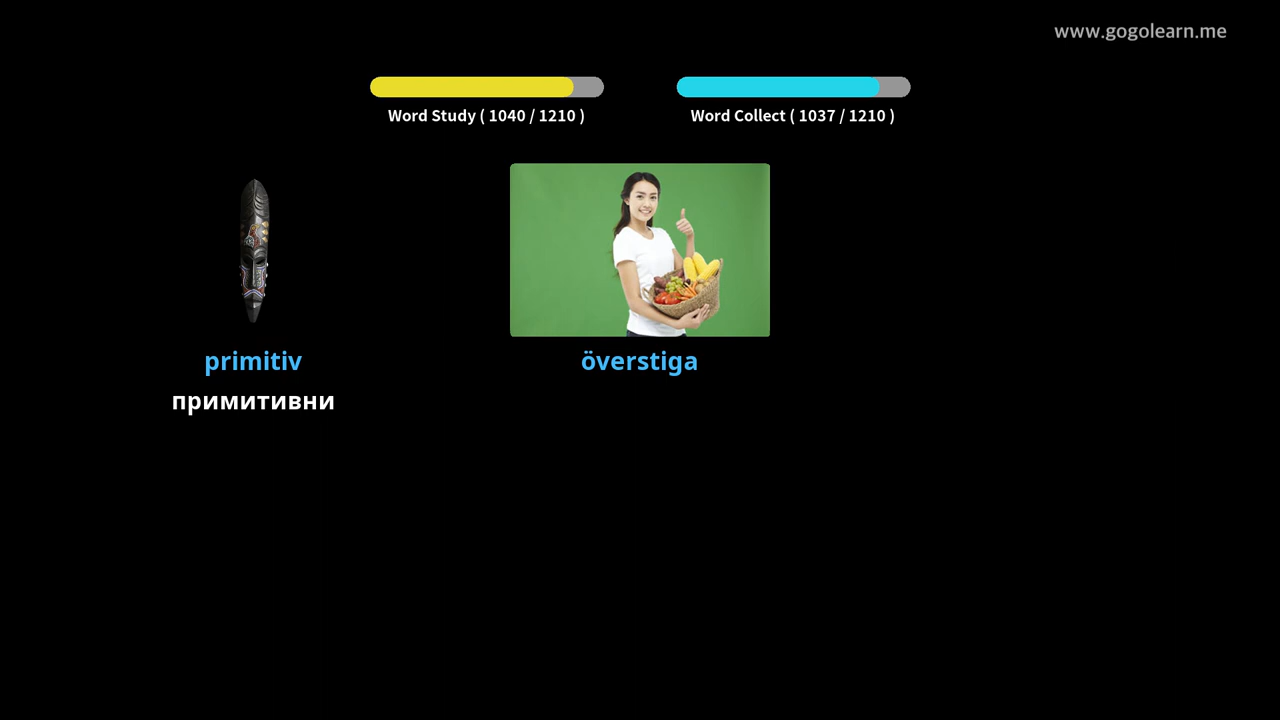 www.gogolearn.me
Word Study ( 1040 / 1210 )
Word Collect ( 1037 / 1210 )
primitiv
примитивни
överstiga